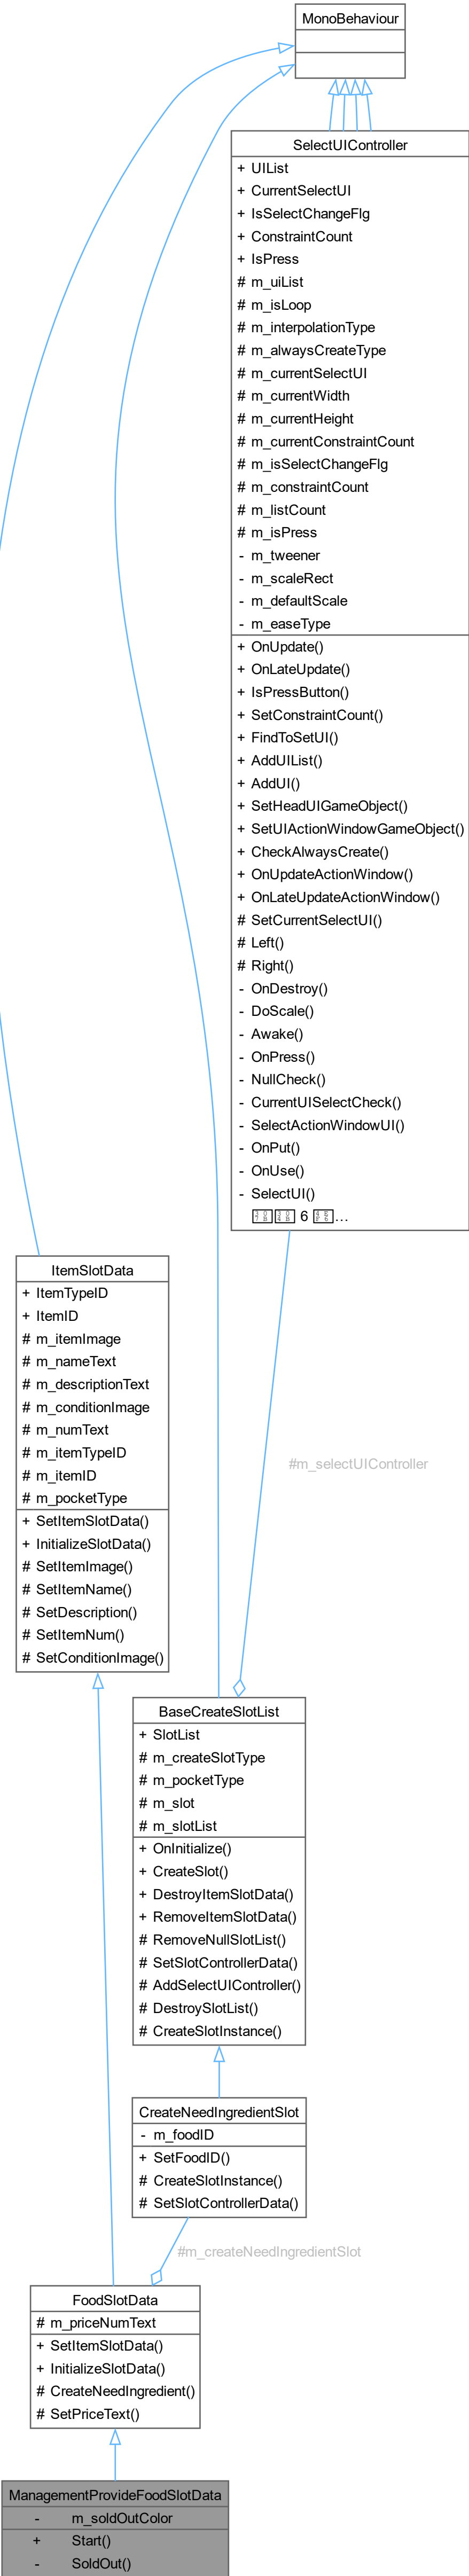 MonoBehaviour
SelectUIController
+ UIList
+ CurrentSelectUI
+ IsSelectChangeFlg
+ ConstraintCount
+ IsPress
# m_uiList
# m_isLoop
# m_interpolationType
# m_alwaysCreateType
# m_currentSelectUI
# m_currentWidth
# m_currentHeight
# m_currentConstraintCount
# m_isSelectChangeFlg
# m_constraintCount
# m_listCount
# m_isPress
- m_tweener
- m_scaleRect
- m_defaultScale
- m_easeType
+ OnUpdate()
+ OnLateUpdate()
+ IsPressButton()
+ SetConstraintCount()
+ FindToSetUI()
+ AddUIList()
+ AddUI()
+ SetHeadUIGameObject()
+ SetUIActionWindowGameObject()
+ CheckAlwaysCreate()
+ OnUpdateActionWindow()
+ OnLateUpdateActionWindow()
# SetCurrentSelectUI()
# Left()
# Right()
- OnDestroy()
- DoScale()
- Awake()
- OnPress()
- NullCheck()
- CurrentUISelectCheck()
- SelectActionWindowUI()
- OnPut()
- OnUse()
- SelectUI()
6 ...
ItemSlotData
+ ItemTypeID
+ ItemID
# m_itemImage
# m_nameText
# m_descriptionText
# m_conditionImage
# m_numText
# m_itemTypeID
# m_itemID
# m_pocketType
+ SetItemSlotData()
+ InitializeSlotData()
# SetItemImage()
# SetItemName()
# SetDescription()
# SetItemNum()
# SetConditionImage()
#m_selectUIController
BaseCreateSlotList
+ SlotList
# m_createSlotType
# m_pocketType
# m_slot
# m_slotList
+ OnInitialize()
+ CreateSlot()
+ DestroyItemSlotData()
+ RemoveItemSlotData()
# RemoveNullSlotList()
# SetSlotControllerData()
# AddSelectUIController()
# DestroySlotList()
# CreateSlotInstance()
CreateNeedIngredientSlot
- m_foodID
+ SetFoodID()
# CreateSlotInstance()
# SetSlotControllerData()
#m_createNeedIngredientSlot
FoodSlotData
# m_priceNumText
+ SetItemSlotData()
+ InitializeSlotData()
# CreateNeedIngredient()
# SetPriceText()
ManagementProvideFoodSlotData
- m_soldOutColor
+ Start()
- SoldOut()